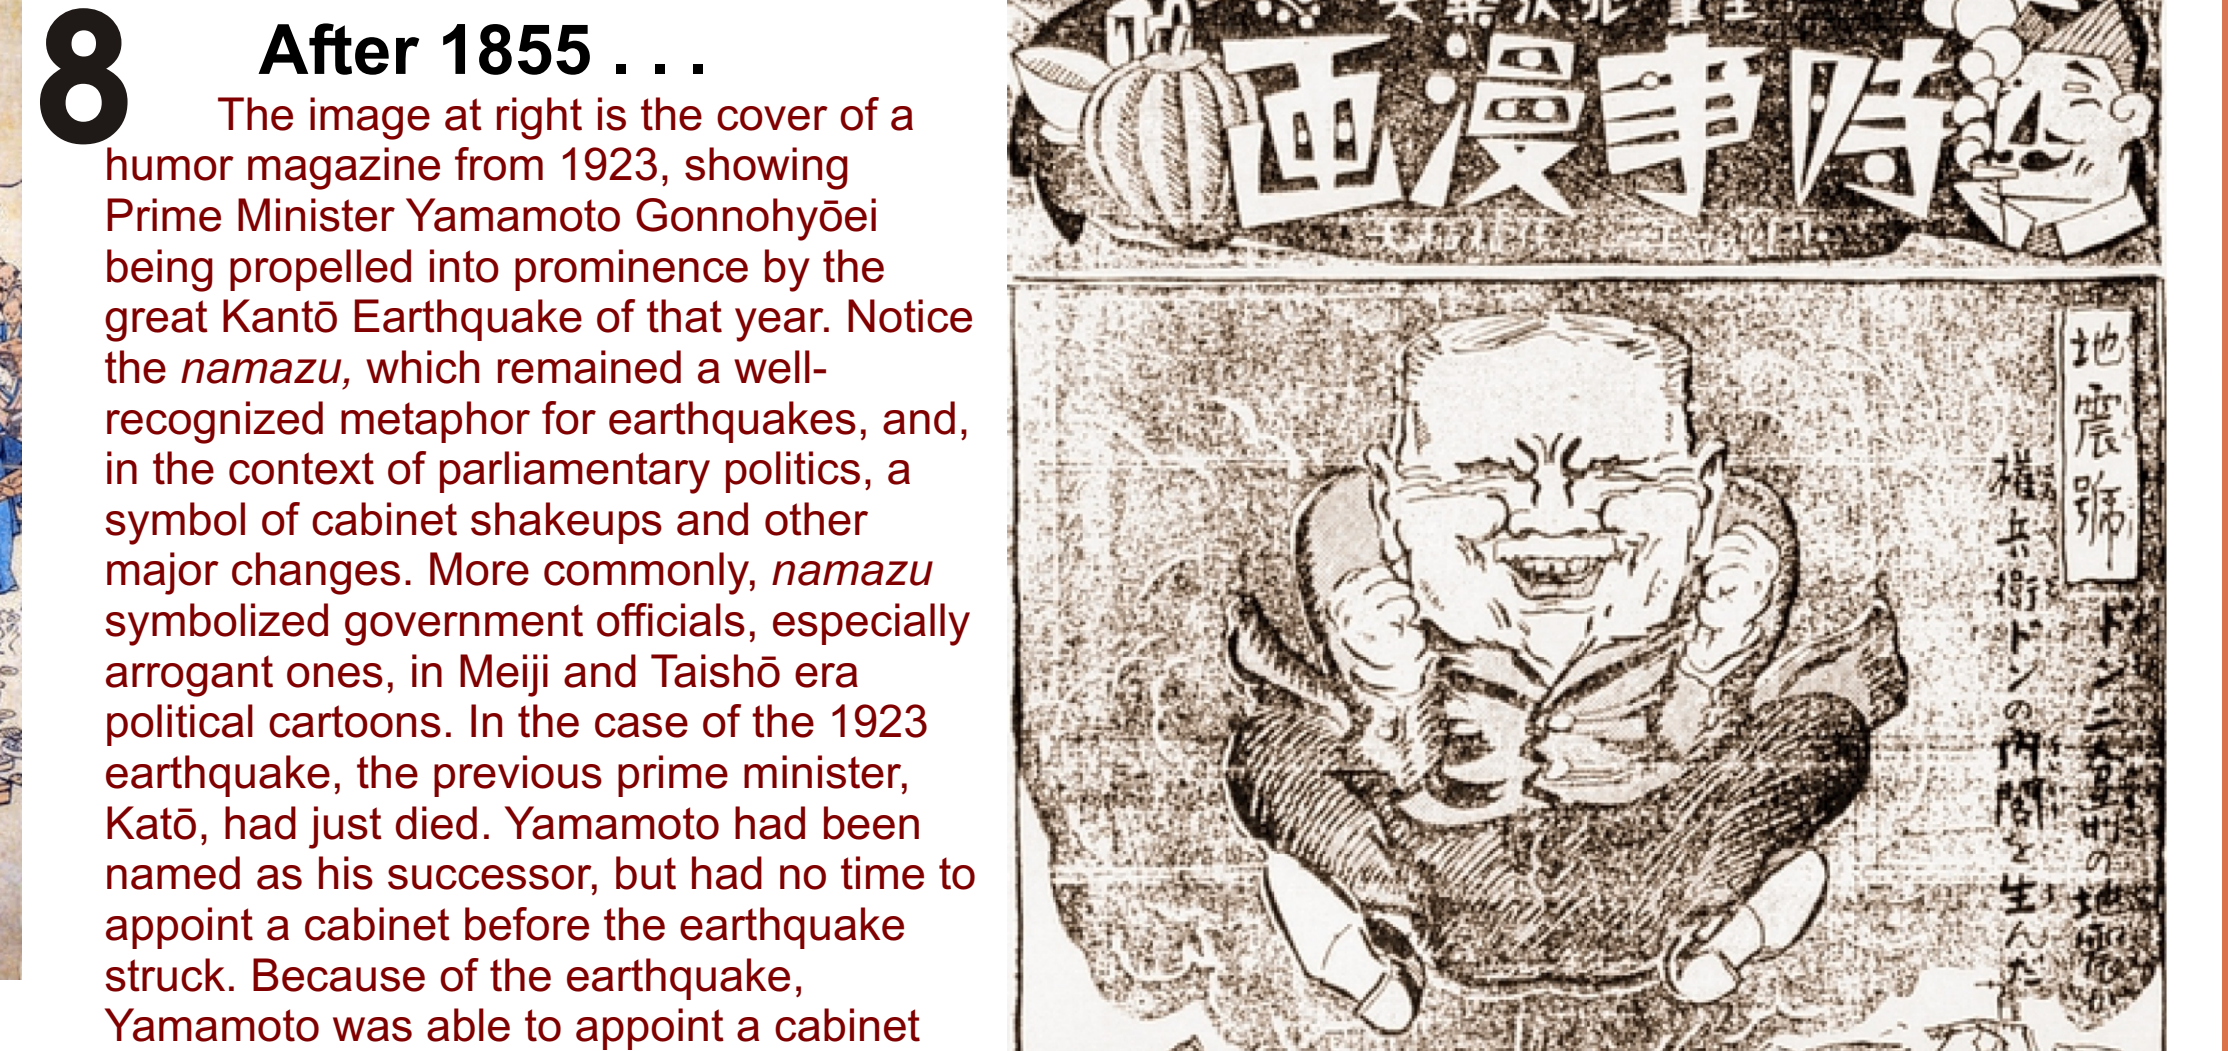 8
After 1855 . . .
The image at right is the cover of a
humor magazine from 1923, showing
Prime Minister Yamamoto Gonnohyōei
being propelled into prominence by the
great Kantō Earthquake of that year. Notice
the namazu, which remained a well-
recognized metaphor for earthquakes, and,
in the context of parliamentary politics, a
symbol of cabinet shakeups and other
major changes. More commonly, namazu
symbolized government officials, especially
arrogant ones, in Meiji and Taishō era
political cartoons. In the case of the 1923
earthquake, the previous prime minister,
Katō, had just died. Yamamoto had been
named as his successor, but had no time to
appoint a cabinet before the earthquake
struck. Because of the earthquake,
Yamamoto was able to appoint a cabinet
画漫事時
地震號
ドン
の地震が
権兵衛ドンの内閣を生んだ